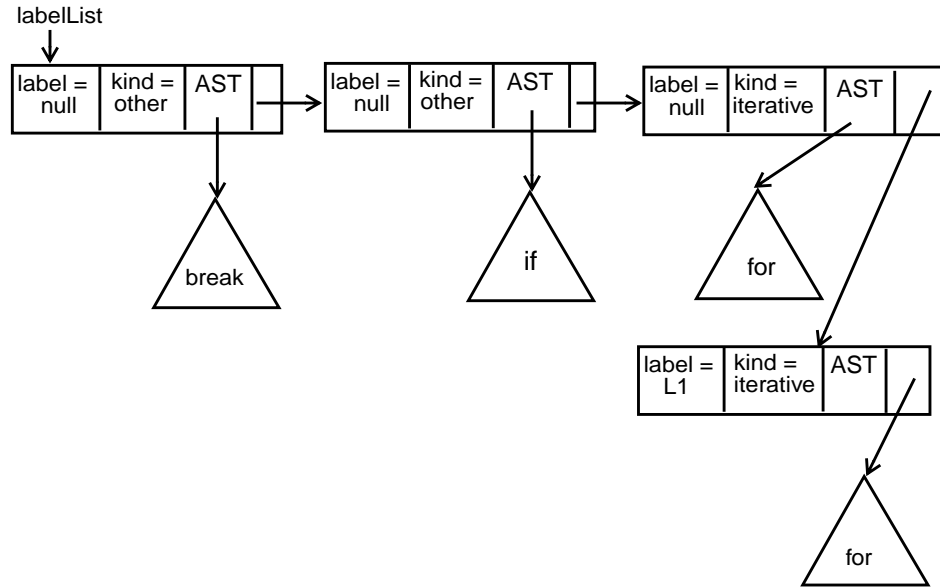 labelList
label =
null
kind =
other
AST
label =
null
kind =
other
AST
label =
null
kind =
iterative
AST
break
if
for
label =
L1
kind =
iterative
AST
for